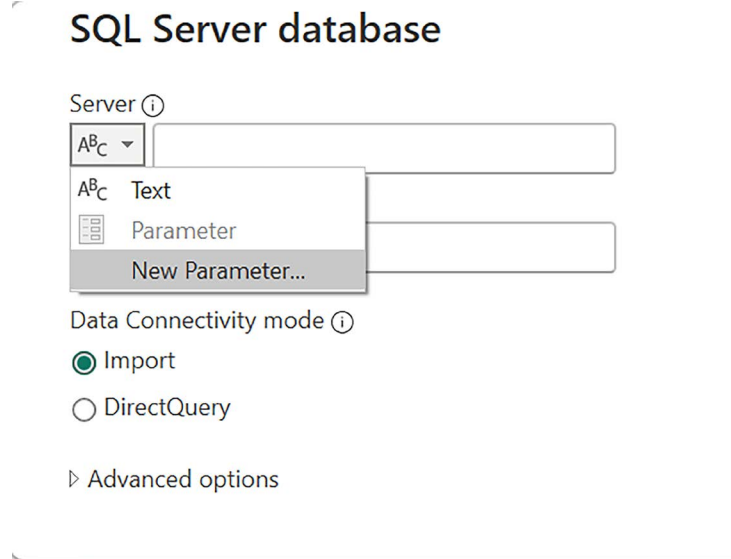 SQL Server database
Server
ABC
ABC Text
Parameter
New Parameter...
Data Connectivity mode
Import
DirectQuery
Advanced options